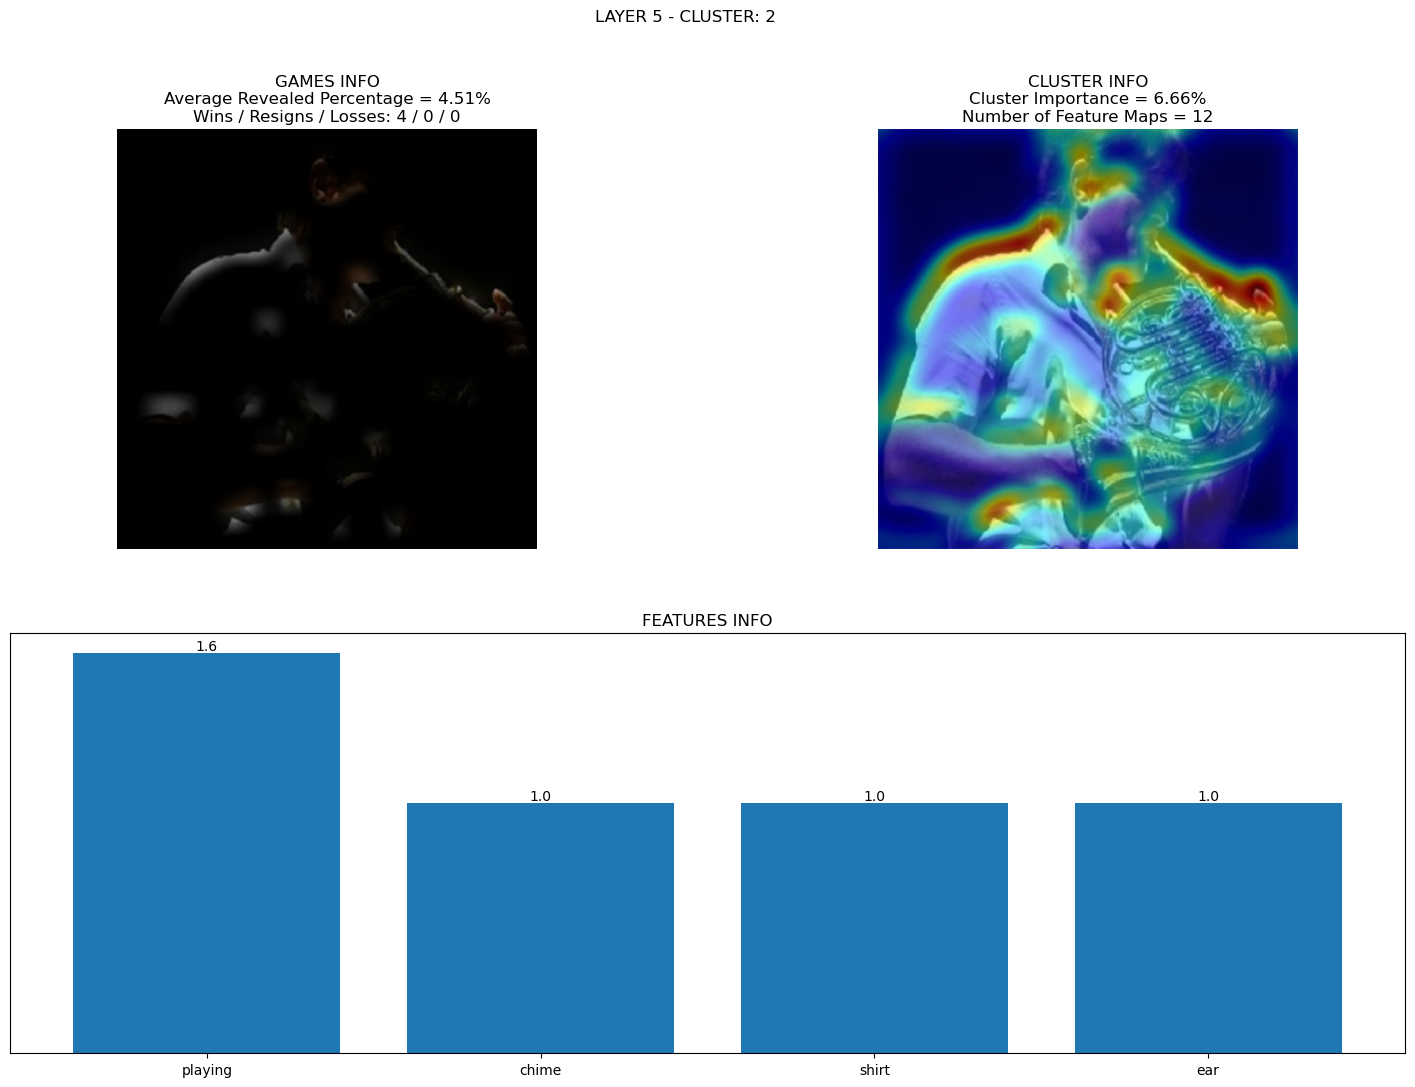 LAYER 5 - CLUSTER: 2
GAMES INFO
Average Revealed Percentage = 4.51%
Wins / Resigns / Losses: 4 / 0 / 0
CLUSTER INFO
Cluster Importance = 6.66%
Number of Feature Maps = 12
FEATURES INFO
1.6
1.0
1.0
1.0
playing
chime
shirt
ear